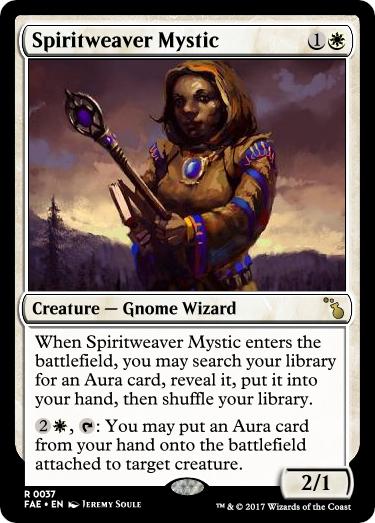 Spiritweaver Mystic 1
Creature — Gnome Wizard
When Spiritweaver Mystic enters the
battlefield, you may search your library
for an Aura card, reveal it, put it into
your hand, then shuffle your library.
2 , : You may put an Aura card
from your hand onto the battlefield
attached to target creature.
2/1
R 0037
FAE • EN Jeremy Soule
™ & © 2017 Wizards of the Coast